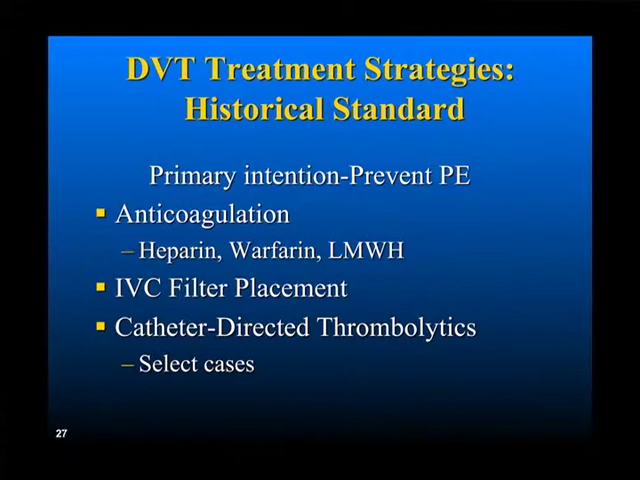 DVT Treatment Strategies:
Historical Standard
Primary intention-Prevent PE
▪ Anticoagulation
– Heparin, Warfarin, LMWH
▪ IVC Filter Placement
▪ Catheter-Directed Thrombolytics
– Select cases
27